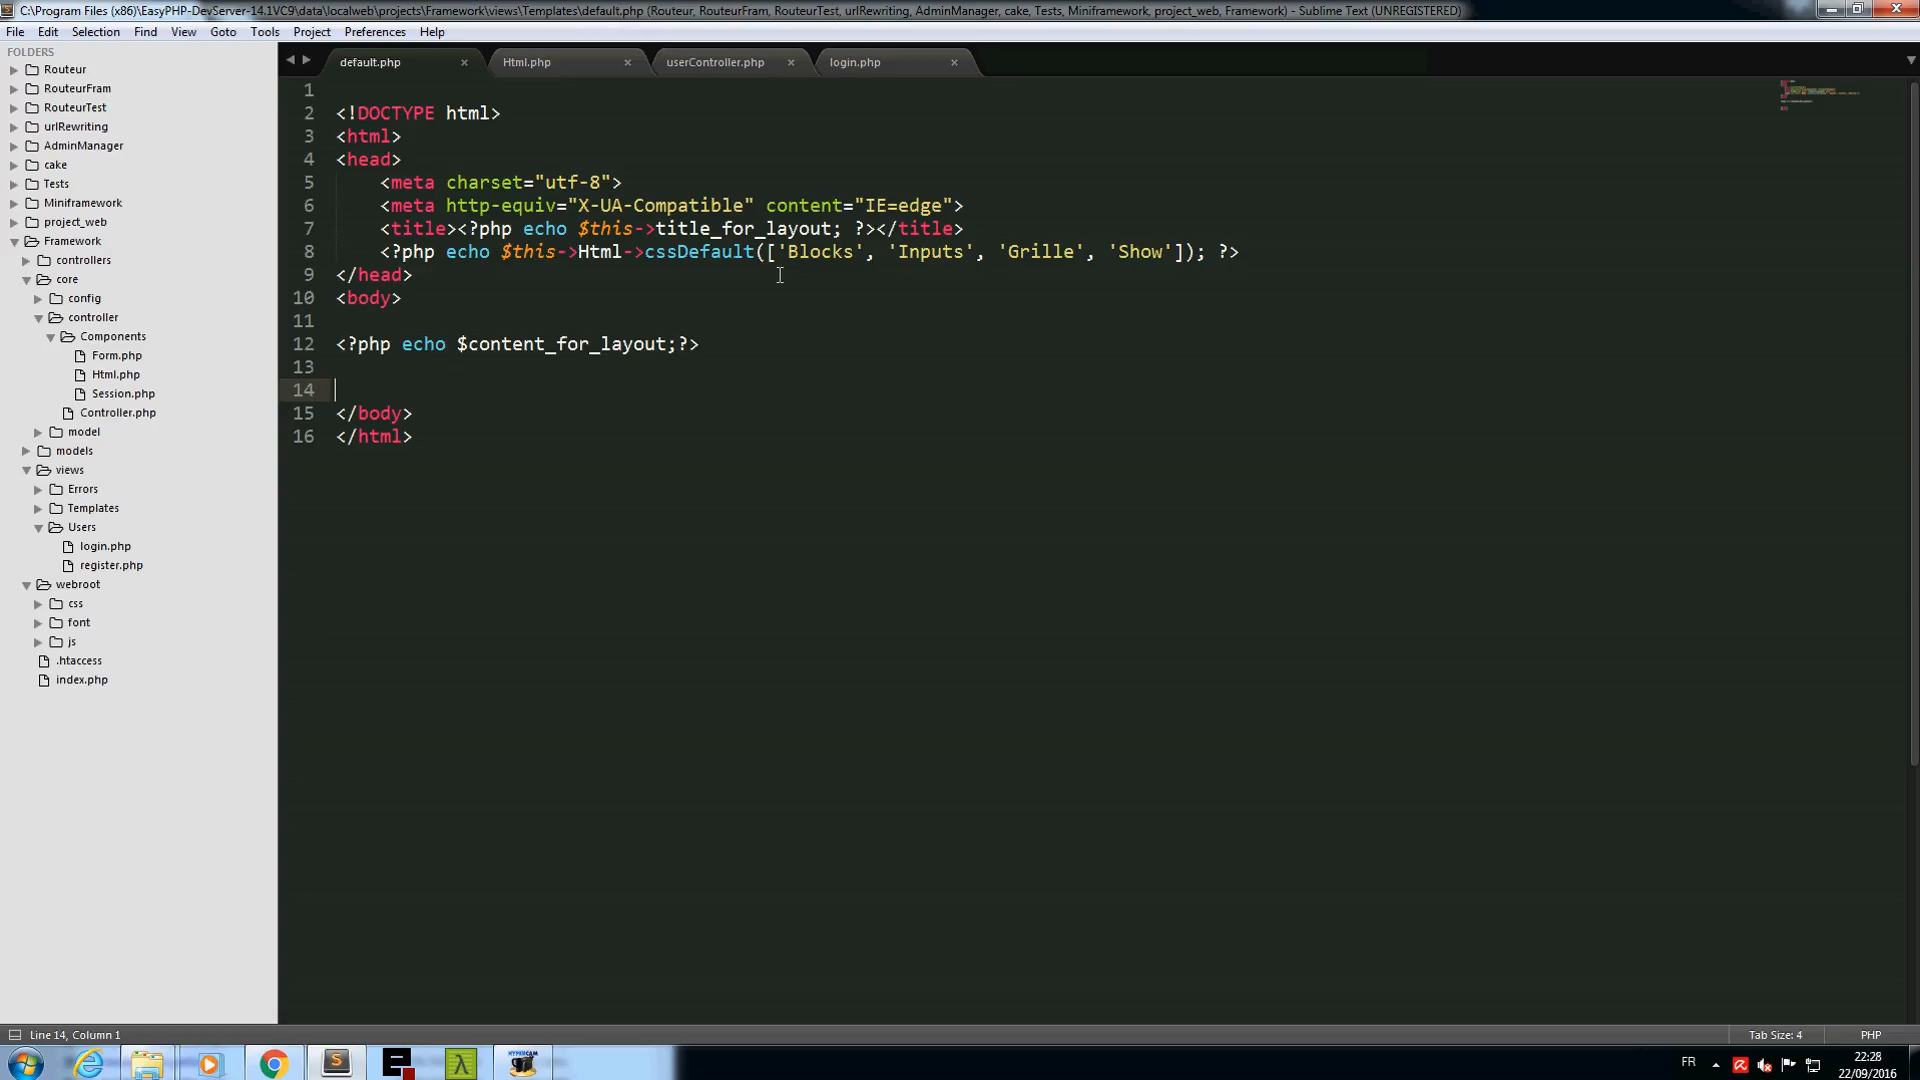 C:\Program Files (x86)\EasyPHP-DevServer-14.1VC9\data\localweb\projects\Framework\views\Templates\default.php (Routeur, RouteurFram, RouteurTest, urlRewriting, AdminManager, cake, Tests, Miniframework, project_web, Framework) - Sublime Text (UNREGISTERED)
File Edit Selection Find View Goto Tools Project Preferences Help
FOLDERS
Routeur
RouteurFram
RouteurTest
urlRewriting
AdminManager
cake
Tests
Miniframework
project_web
Framework
controllers
core
config
controller
Components
Form.php
Html.php
Session.php
Controller.php
model
models
views
Errors
Templates
Users
login.php
register.php
webroot
css
font
js
.htaccess
index.php
default.php Html.php userController.php login.php
1
2 <!DOCTYPE html>
3 <html>
4 <head>
5 <meta charset="utf-8">
6 <meta http-equiv="X-UA-Compatible" content="IE=edge">
7 <title><?php echo $this->title_for_layout; ?></title>
8 <?php echo $this->Html->cssDefault(['Blocks', 'Inputs', 'Grille', 'Show']); ?>
9 </head>
10 <body>
11
12 <?php echo $content_for_layout;?>
13
14
15 </body>
16 </html>
Line 14, Column 1
Tab Size: 4 PHP
HYPERCAM
FR
22:28
22/09/2016